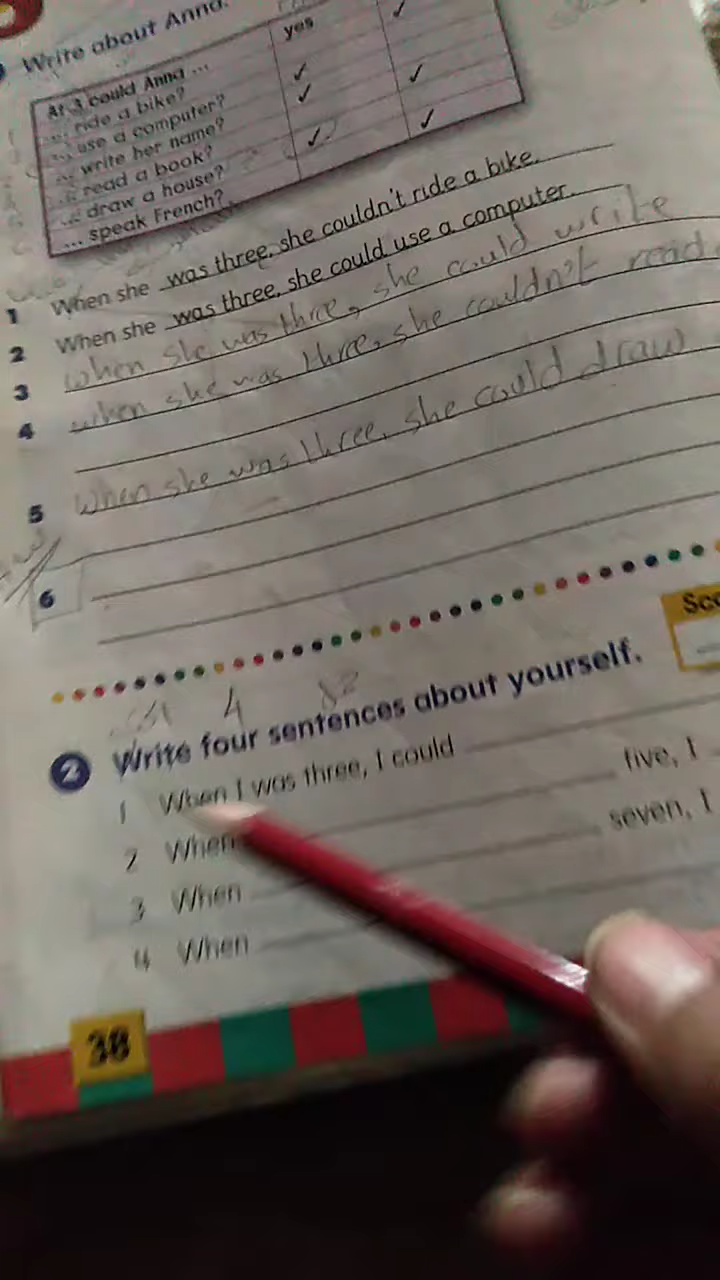 Write about Anna.
yes
At 3 could Anna ...
... ride a bike?
... use a computer?
... write her name?
... read a book?
... draw a house?
... speak French?
1 When she was three, she couldn't ride a bike.
2 When she was three, she could use a computer.
3 when she was three, she could write
4 when she was three, she couldn't read
5 When she was three, she could draw
6
Sco
4
2 Write four sentences about yourself.
1 When I was three, I could
2 When five, I
3 When seven, I
4 When
38